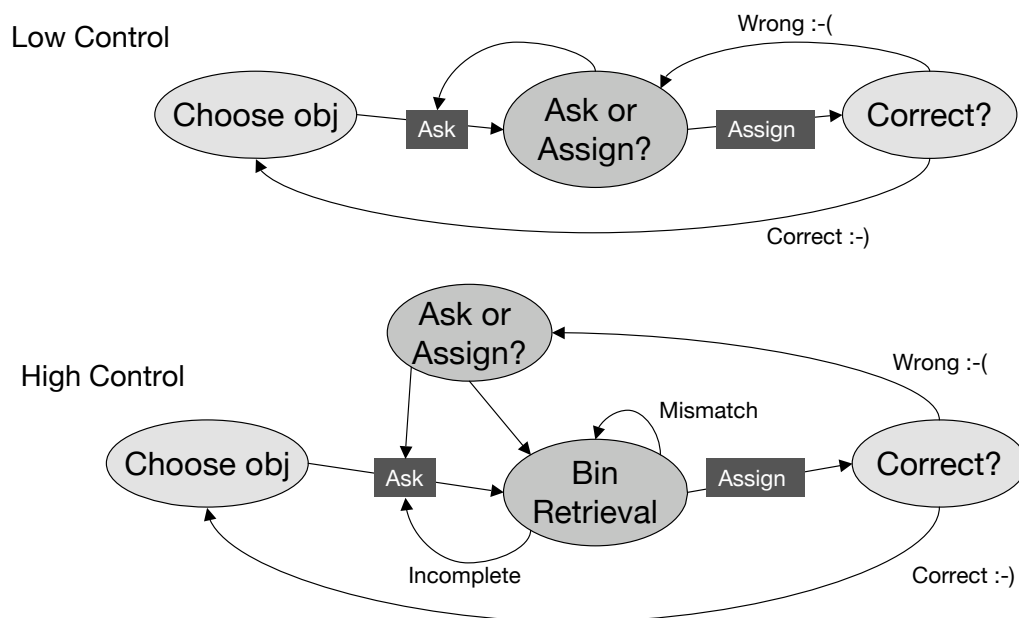 Low Control
Wrong :-(
Choose obj
Ask
Ask or
Assign?
Assign
Correct?
Correct :-)
Ask or
Assign?
High Control
Wrong :-(
Mismatch
Choose obj
Ask
Bin
Retrieval
Assign
Correct?
Incomplete
Correct :-)